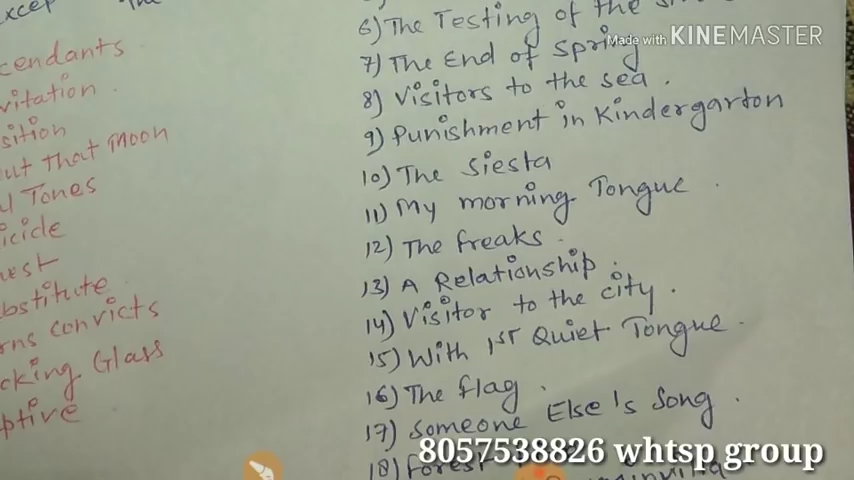 Except The
cendants
vitation
sition
ut That Moon
l Tones
icide
uest
bstitute
rns convicts
cking Glass
ptive
6) The Testing of the
7) The End of Spring
8) Visitors to the sea.
9) Punishment in Kindergarton
10) The Siesta
11) My morning Tongue.
12) The freaks.
13) A Relationship.
14) Visitor to the city.
15) With 1st Quiet Tongue.
16) The flag.
17) Someone Else's Song.
18) Forest
Made with KINEMASTER
8057538826 whtsp group